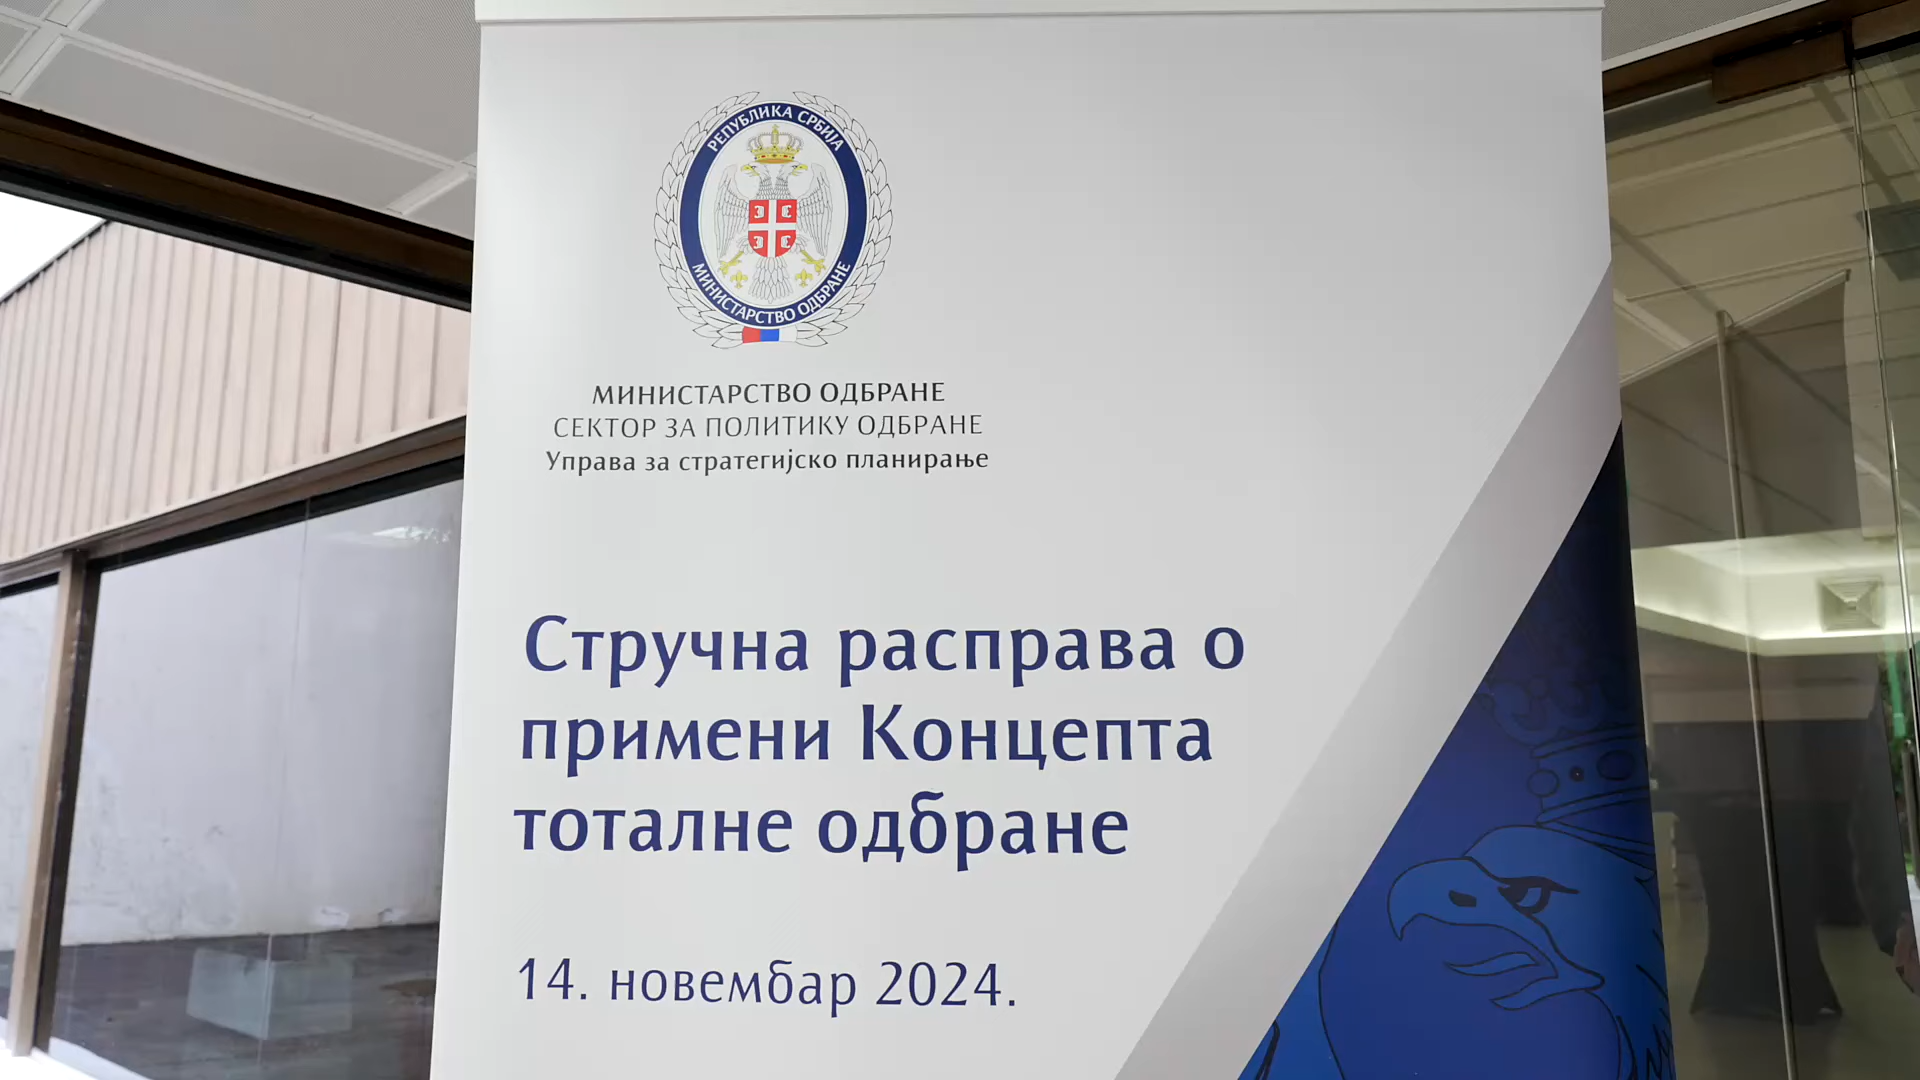 РЕПУБЛИКА СРБИЈА
МИНИСТАРСТВО ОДБРАНЕ
МИНИСТАРСТВО ОДБРАНЕ
СЕКТОР ЗА ПОЛИТИКУ ОДБРАНЕ
Управа за стратегијско планирање
Стручна расправа о
примени Концепта
тоталне одбране
14. новембар 2024.